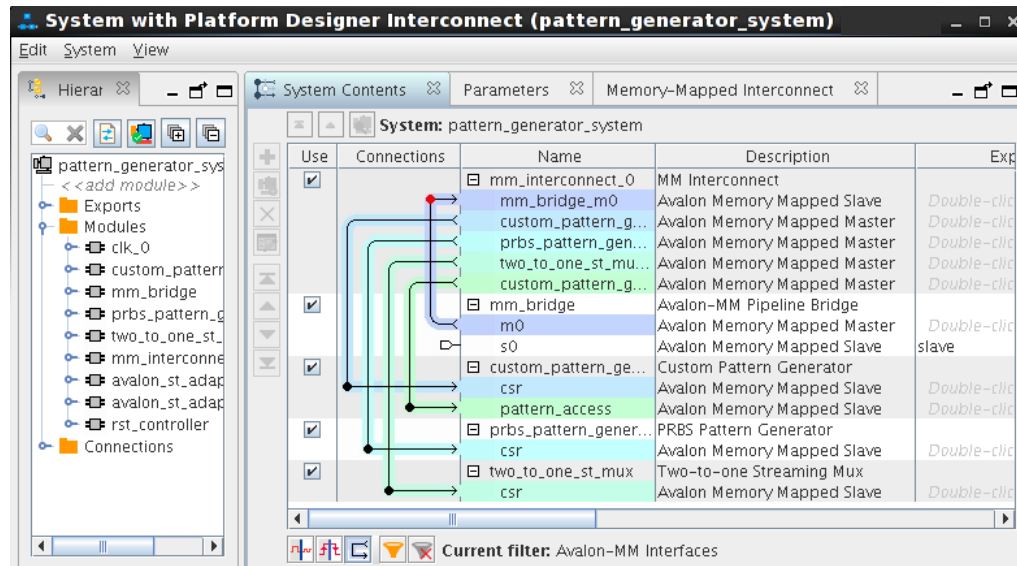 System with Platform Designer Interconnect (pattern_generator_system)
Edit System View
Hierar
System Contents Parameters Memory-Mapped Interconnect
System: pattern_generator_system
pattern_generator_sys
<<add module>>
Exports
Modules
clk_0
custom_patterr
mm_bridge
prbs_pattern_g
two_to_one_st_
mm_interconne
avalon_st_adap
avalon_st_adap
rst_controller
Connections
Use Connections Name Description Exp
mm_interconnect_0 MM Interconnect
mm_bridge_m0 Avalon Memory Mapped Slave Double-clic
custom_pattern_g... Avalon Memory Mapped Master Double-clic
prbs_pattern_gen... Avalon Memory Mapped Master Double-clic
two_to_one_st_mu... Avalon Memory Mapped Master Double-clic
custom_pattern_g... Avalon Memory Mapped Master Double-clic
mm_bridge Avalon-MM Pipeline Bridge
m0 Avalon Memory Mapped Master Double-clic
s0 Avalon Memory Mapped Slave slave
custom_pattern_ge... Custom Pattern Generator
csr Avalon Memory Mapped Slave Double-clic
pattern_access Avalon Memory Mapped Slave Double-clic
prbs_pattern_gener... PRBS Pattern Generator
csr Avalon Memory Mapped Slave Double-clic
two_to_one_st_mux Two-to-one Streaming Mux
csr Avalon Memory Mapped Slave Double-clic
Current filter: Avalon-MM Interfaces